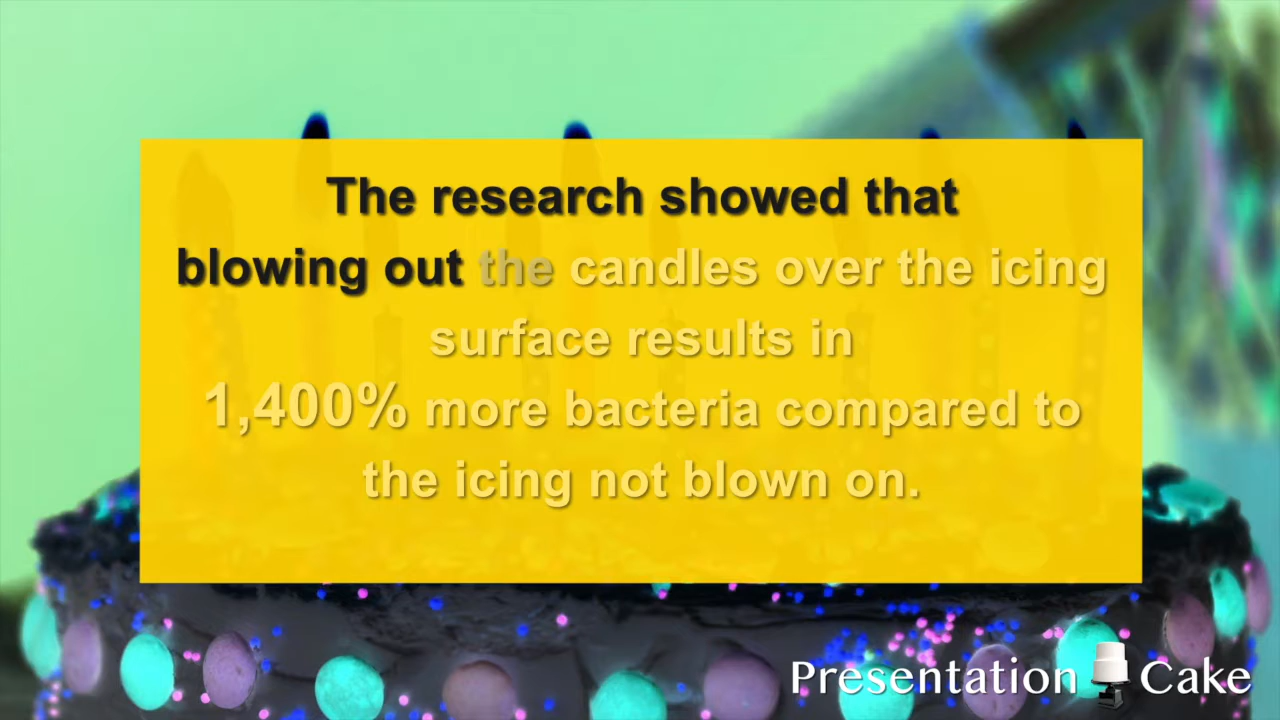 The research showed that
blowing out the candles over the icing
surface results in
1,400% more bacteria compared to
the icing not blown on.
Presentation Cake